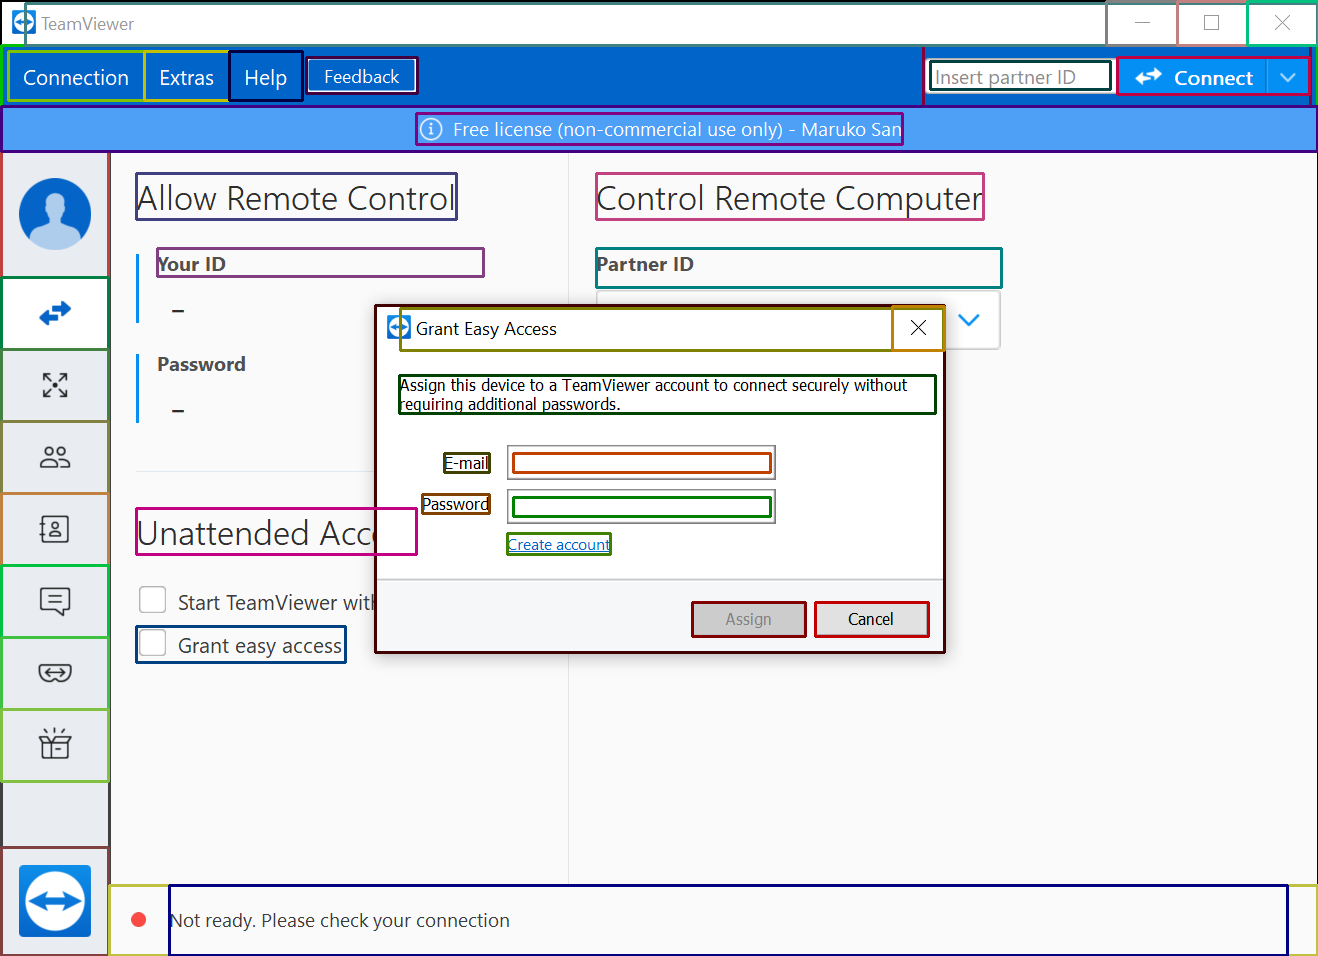 TeamViewer
Connection
Extras
Help
Feedback
Insert partner ID
Connect
Free license (non-commercial use only) - Maruko San
Allow Remote Control
Control Remote Computer
Your ID
Partner ID
–
Password
–
Grant Easy Access
Assign this device to a TeamViewer account to connect securely without
requiring additional passwords.
E-mail
Password
Create account
Assign
Cancel
Unattended Acc
Start TeamViewer with
Grant easy access
Not ready. Please check your connection